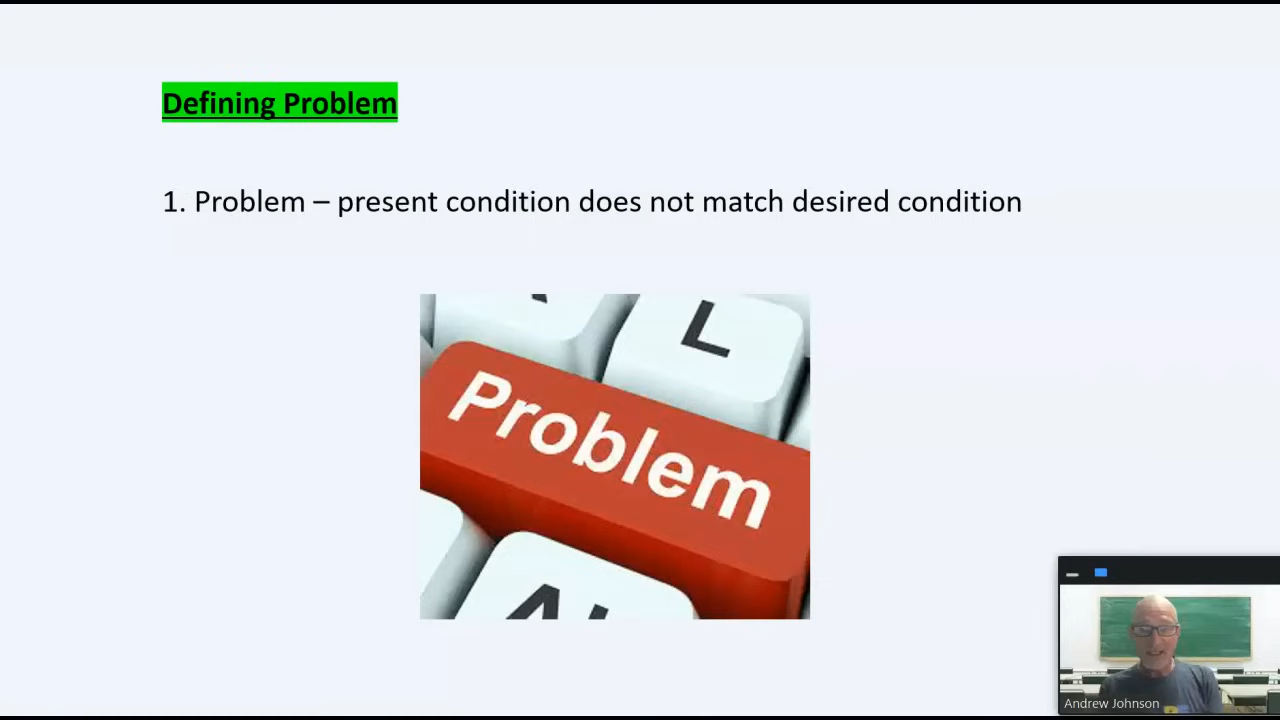 Defining Problem
1. Problem – present condition does not match desired condition
L
Problem
Andrew Johnson